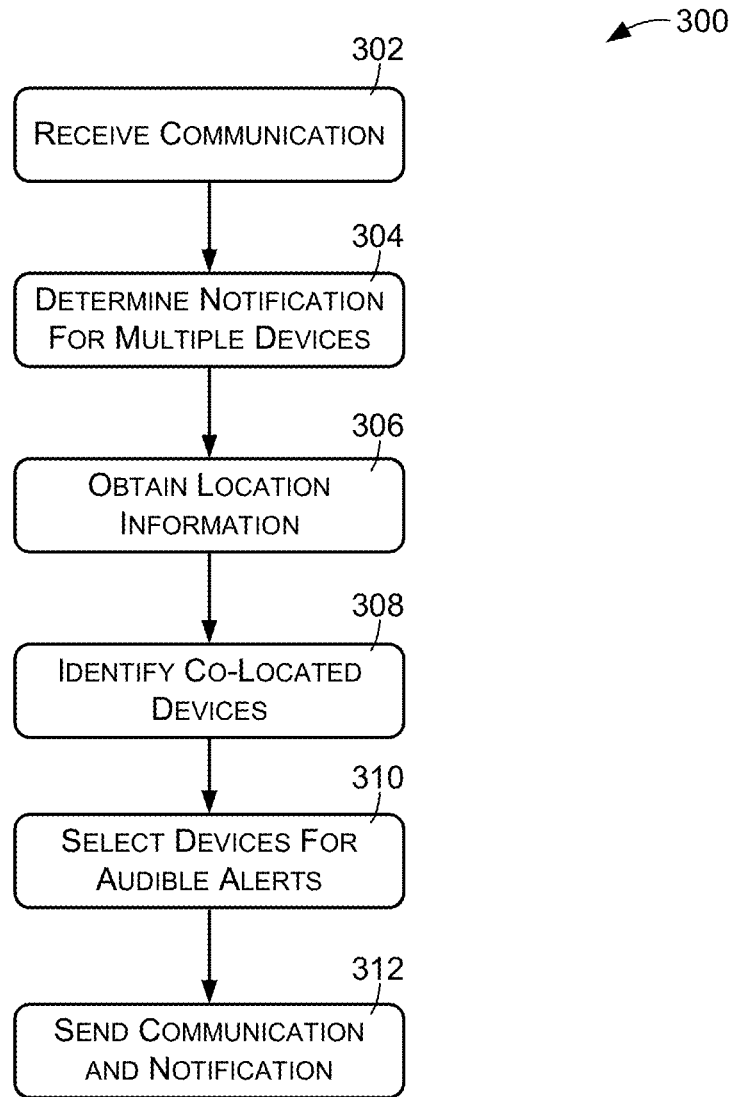 300
302
RECEIVE COMMUNICATION
304
DETERMINE NOTIFICATION
FOR MULTIPLE DEVICES
306
OBTAIN LOCATION
INFORMATION
308
IDENTIFY CO-LOCATED
DEVICES
310
SELECT DEVICES FOR
AUDIBLE ALERTS
312
SEND COMMUNICATION
AND NOTIFICATION